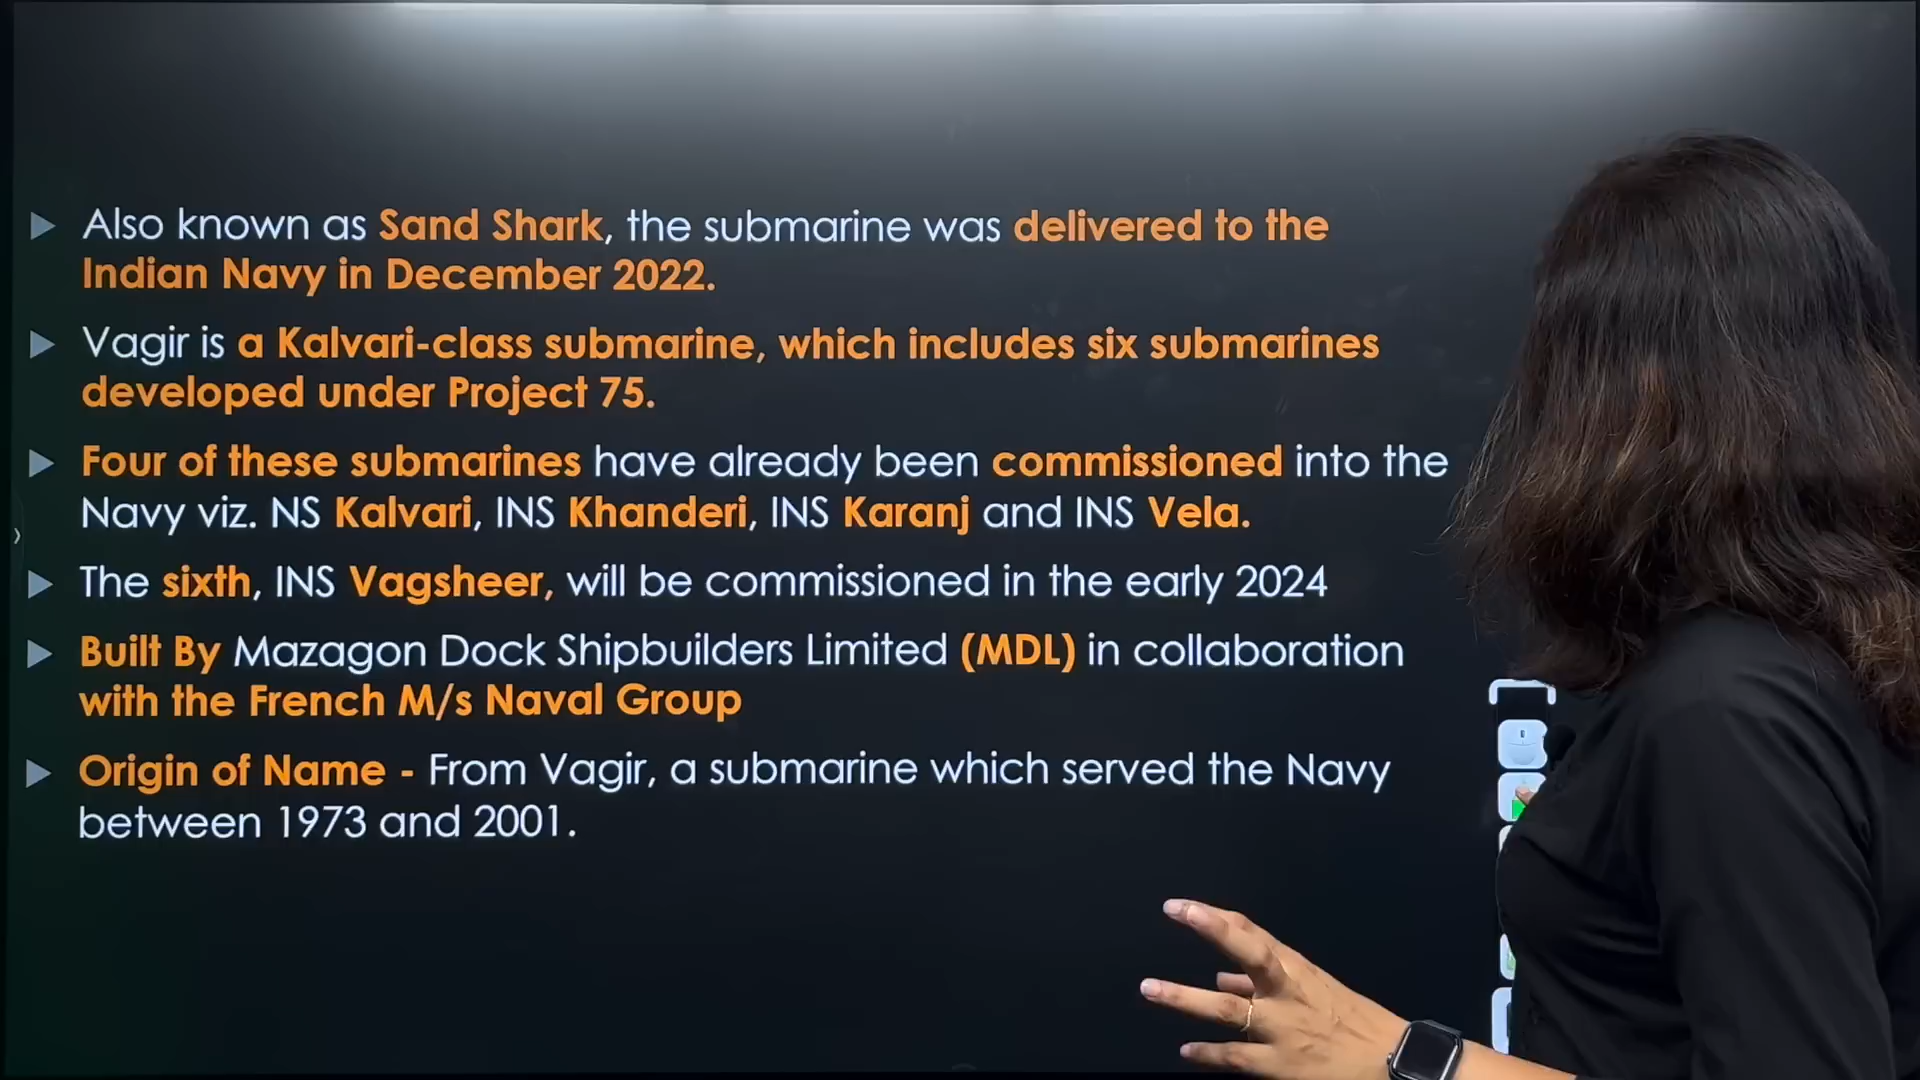 Also known as Sand Shark, the submarine was delivered to the
Indian Navy in December 2022.
Vagir is a Kalvari-class submarine, which includes six submarines
developed under Project 75.
Four of these submarines have already been commissioned into the
Navy viz. NS Kalvari, INS Khanderi, INS Karanj and INS Vela.
The sixth, INS Vagsheer, will be commissioned in the early 2024
Built By Mazagon Dock Shipbuilders Limited (MDL) in collaboration
with the French M/s Naval Group
Origin of Name - From Vagir, a submarine which served the Navy
between 1973 and 2001.